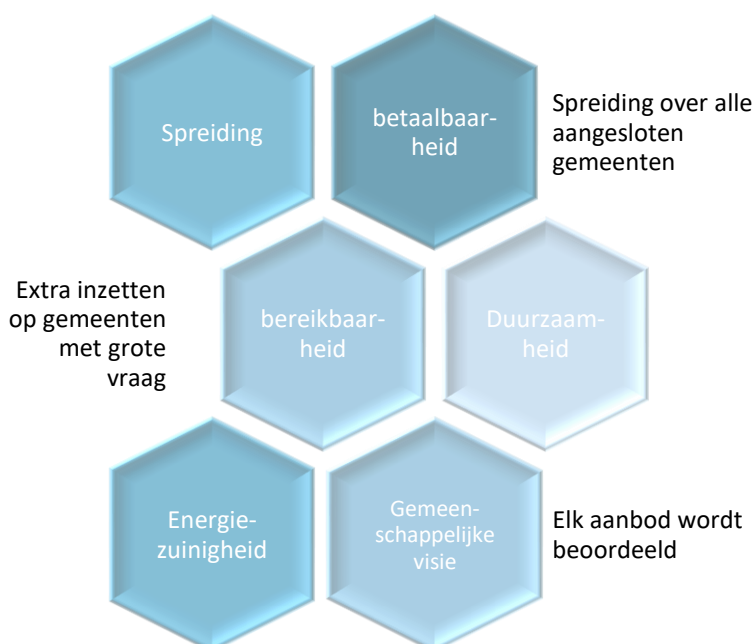 Spreiding
betaalbaar-
heid
Spreiding over alle
aangesloten
gemeenten
Extra inzetten
op gemeenten
met grote
vraag
bereikbaar-
heid
Duurzaam-
heid
Energie-
zuinigheid
Gemeen-
schappelijke
visie
Elk aanbod wordt
beoordeeld